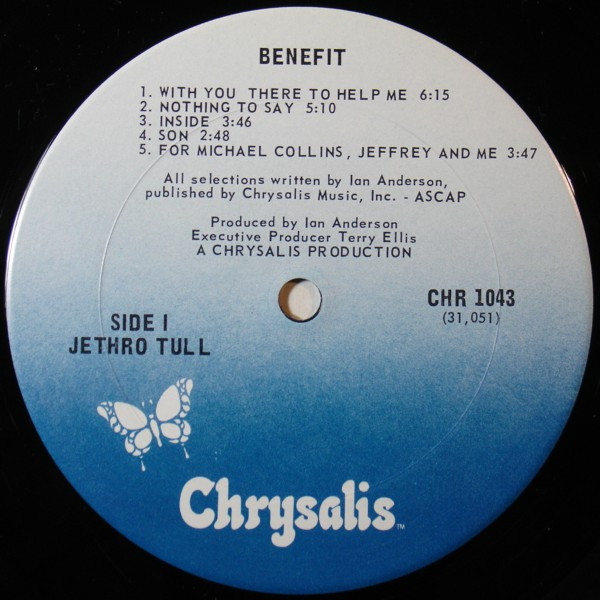 BENEFIT
1. WITH YOU THERE TO HELP ME 6:15
2. NOTHING TO SAY 5:10
3. INSIDE 3:46
4. SON 2:48
5. FOR MICHAEL COLLINS, JEFFREY AND ME 3:47
All selections written by Ian Anderson,
published by Chrysalis Music, Inc. - ASCAP
Produced by Ian Anderson
Executive Producer Terry Ellis
A CHRYSALIS PRODUCTION
CHR 1043
(31,051)
SIDE I
JETHRO TULL
Chrysalis™